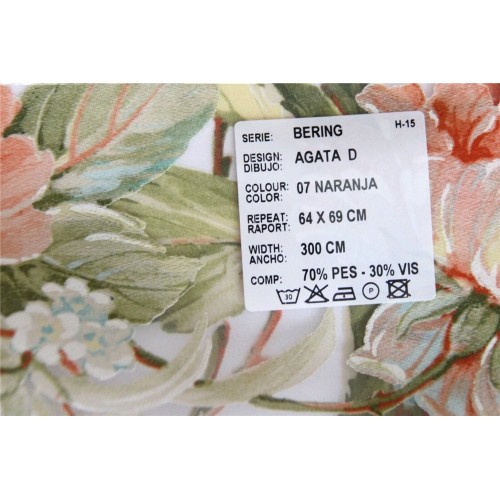 SERIE: BERING H-15
DESIGN: AGATA D
DIBUJO:
COLOUR: 07 NARANJA
COLOR:
REPEAT: 64 X 69 CM
RAPORT:
WIDTH: 300 CM
ANCHO:
COMP: 70% PES - 30% VIS
30 P